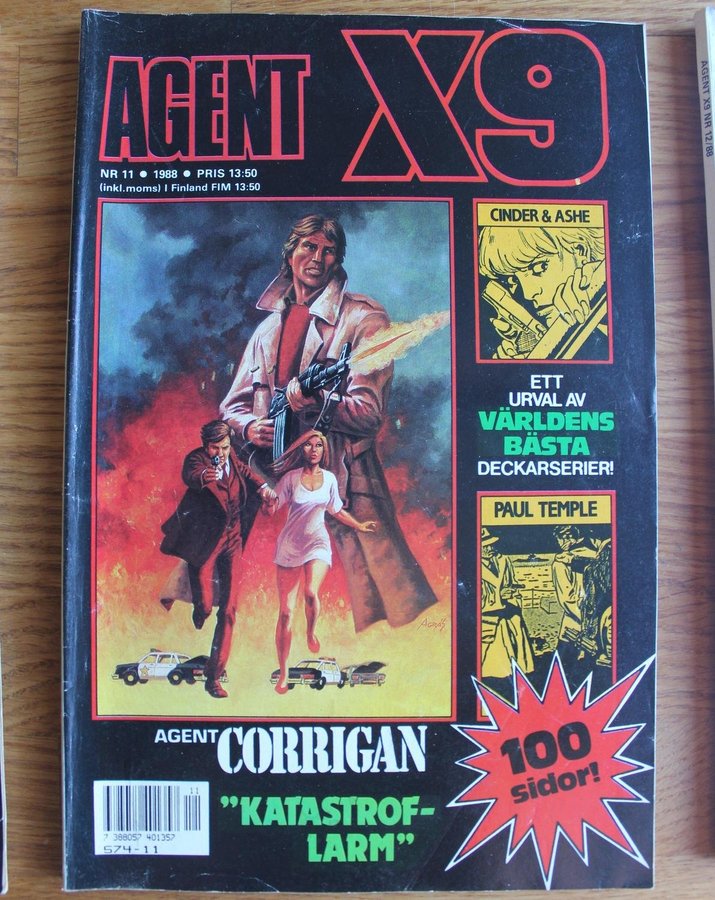 AGENT X9
NR 11 ● 1988 ● PRIS 13:50
(inkl.moms) I Finland FIM 13:50
CINDER & ASHE
ETT
URVAL AV
VÄRLDENS
BÄSTA
DECKARSERIER!
PAUL TEMPLE
100
sidor!
AGENT CORRIGAN
"KATASTROF-
LARM"
11
7 388057 401357
574-11
AGENT X9 NR 12/88